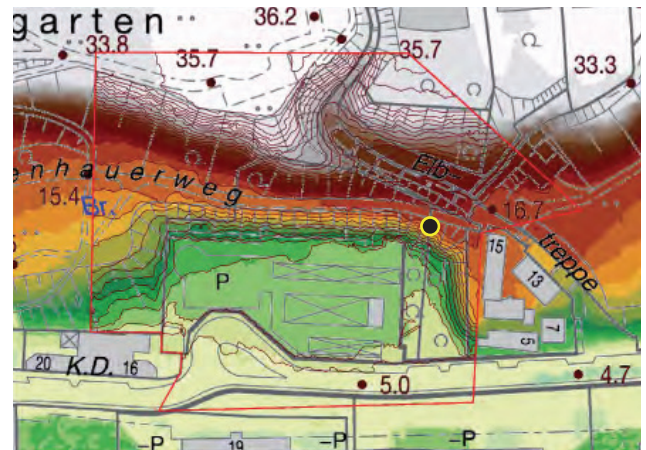 garten
36.2
33.8
35.7
35.7
33.3
enhauerweg
Elb-
15.4
Br.
16.7
treppe
15
13
P
7
5
20
K.D.
16
5.0
4.7
–P
19
–P
–P